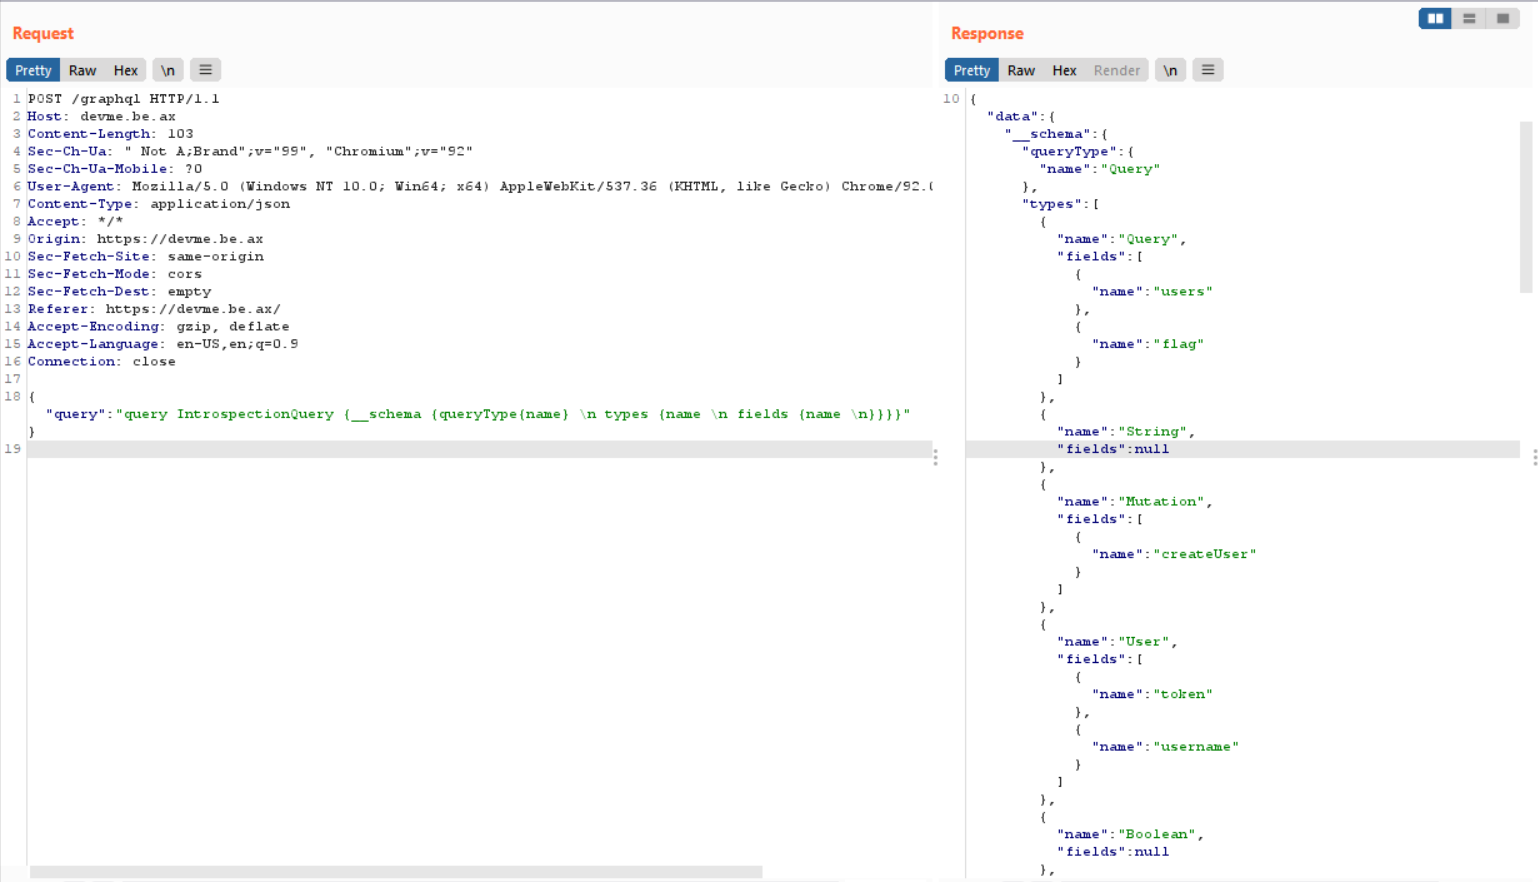 Request
Pretty Raw Hex \n
1 POST /graphql HTTP/1.1
2 Host: devme.be.ax
3 Content-Length: 103
4 Sec-Ch-Ua: " Not A;Brand";v="99", "Chromium";v="92"
5 Sec-Ch-Ua-Mobile: ?0
6 User-Agent: Mozilla/5.0 (Windows NT 10.0; Win64; x64) AppleWebKit/537.36 (KHTML, like Gecko) Chrome/92.(
7 Content-Type: application/json
8 Accept: */*
9 Origin: https://devme.be.ax
10 Sec-Fetch-Site: same-origin
11 Sec-Fetch-Mode: cors
12 Sec-Fetch-Dest: empty
13 Referer: https://devme.be.ax/
14 Accept-Encoding: gzip, deflate
15 Accept-Language: en-US,en;q=0.9
16 Connection: close
17
18 {
"query":"query IntrospectionQuery {__schema {queryType{name} \n types {name \n fields {name \n}}}}"
}
19
Response
Pretty Raw Hex Render \n
10 {
"data":{
"__schema":{
"queryType":{
"name":"Query"
},
"types":[
{
"name":"Query",
"fields":[
{
"name":"users"
},
{
"name":"flag"
}
]
},
{
"name":"String",
"fields":null
},
{
"name":"Mutation",
"fields":[
{
"name":"createUser"
}
]
},
{
"name":"User",
"fields":[
{
"name":"token"
},
{
"name":"username"
}
]
},
{
"name":"Boolean",
"fields":null
},